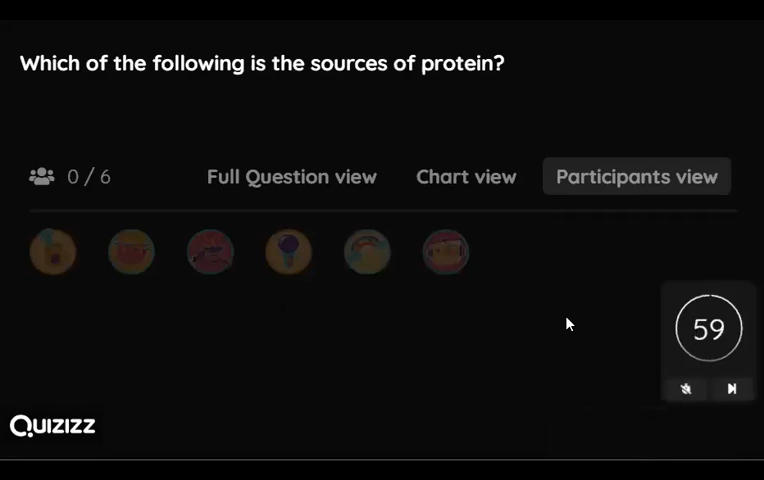 Which of the following is the sources of protein?
0 / 6 Full Question view Chart view Participants view
59
QUIZIZZ